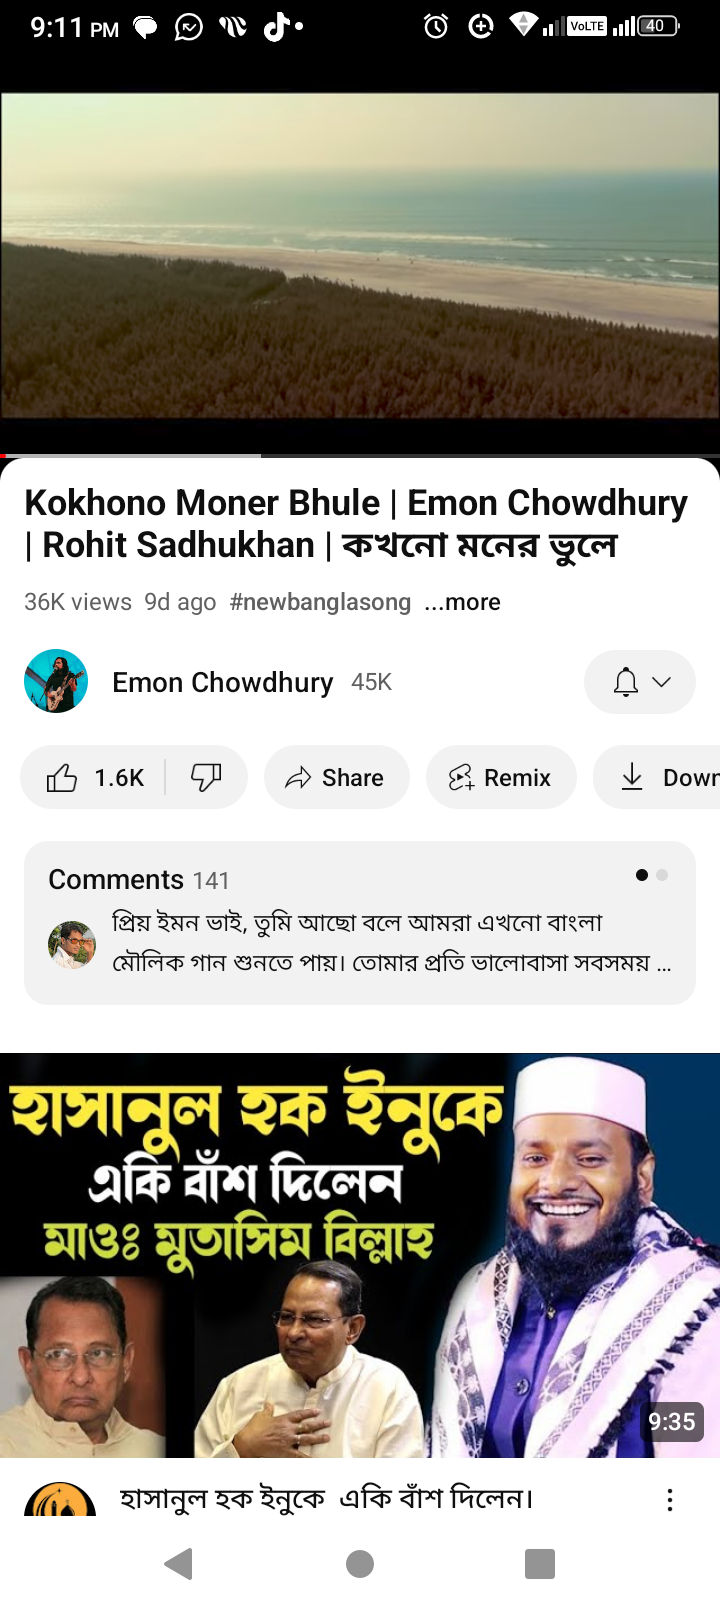 9:11 PM
VoLTE
40
Kokhono Moner Bhule | Emon Chowdhury
| Rohit Sadhukhan | কখনো মনের ভুলে
36K views 9d ago #newbanglasong ...more
Emon Chowdhury 45K
1.6K
Share
Remix
Down
Comments 141
প্রিয় ইমন ভাই, তুমি আছো বলে আমরা এখনো বাংলা
মৌলিক গান শুনতে পায়। তোমার প্রতি ভালোবাসা সবসময় ...
হাসানুল হক ইনুকে
একি বাঁশ দিলেন
মাওঃ মুতাসিম বিল্লাহ
9:35
হাসানুল হক ইনুকে একি বাঁশ দিলেন।